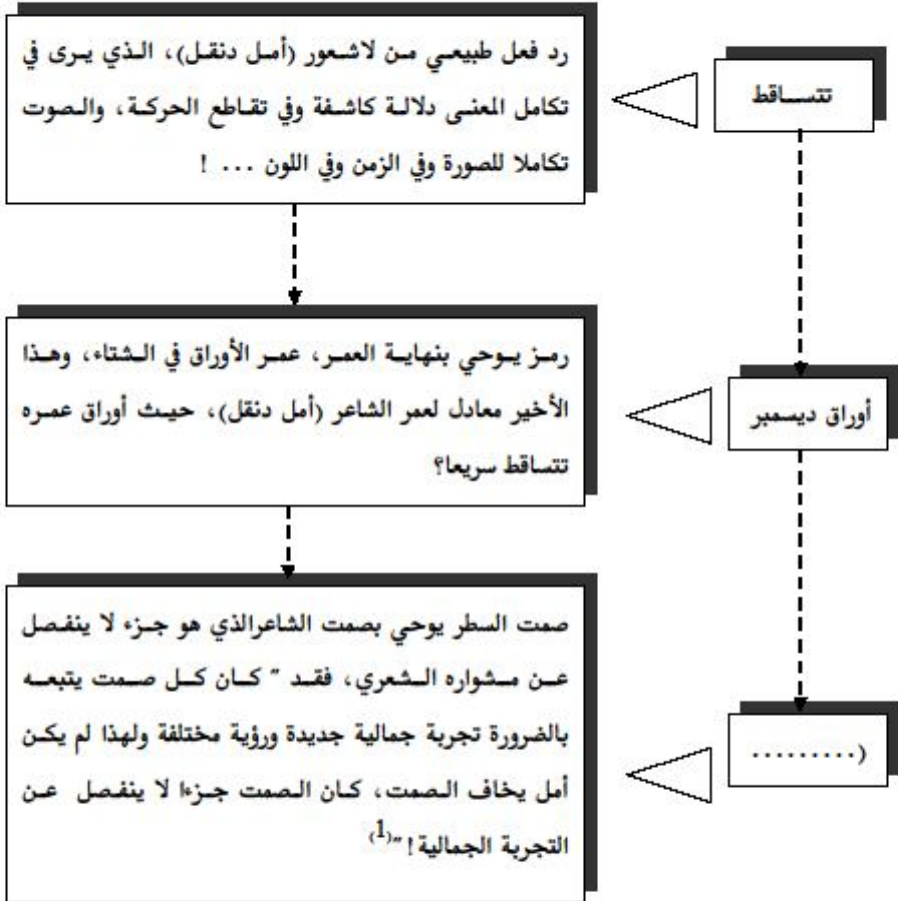 تتساقط
رد فعل طبيعي من لاشعور (أمل دنقل)، الذي يرى في
تكامل المعنى دلالة كاشفة وفي تقاطع الحركة، والصوت
تكاملا للصورة وفي الزمن وفي اللون ... !
أوراق ديسمبر
رمز يوحي بنهاية العمر، عمر الأوراق في الشتاء، وهذا
الأخير معادل لعمر الشاعر (أمل دنقل)، حيث أوراق عمره
تتساقط سريعا؟
(.........
صمت السطر يوحي بصمت الشاعرالذي هو جزء لا ينفصل
عن مشواره الشعري، فقد " كان كل صمت يتبعه
بالضرورة تجربة جمالية جديدة ورؤية مختلفة ولهذا لم يكن
أمل يخاف الصمت، كان الصمت جزءا لا ينفصل عن
التجربة الجمالية!"(1)